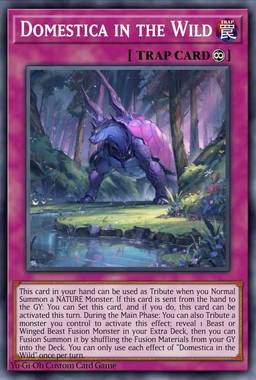 Domestica in the Wild
TRAP
罠
[ TRAP CARD ]
This card in your hand can be used as Tribute when you Normal
Summon a NATURE Monster. If this card is sent from the hand to
the GY: You can Set this card, and if you do, this card can be
activated this turn. During the Main Phase: You can also Tribute a
monster you control to activate this effect; reveal 1 Beast or
Winged Beast Fusion Monster in your Extra Deck, then you can
Fusion Summon it by shuffling the Fusion Materials from your GY
into the Deck. You can only use each effect of "Domestica in the
Wild" once per turn.
Yu-Gi-Oh Custom Card Game